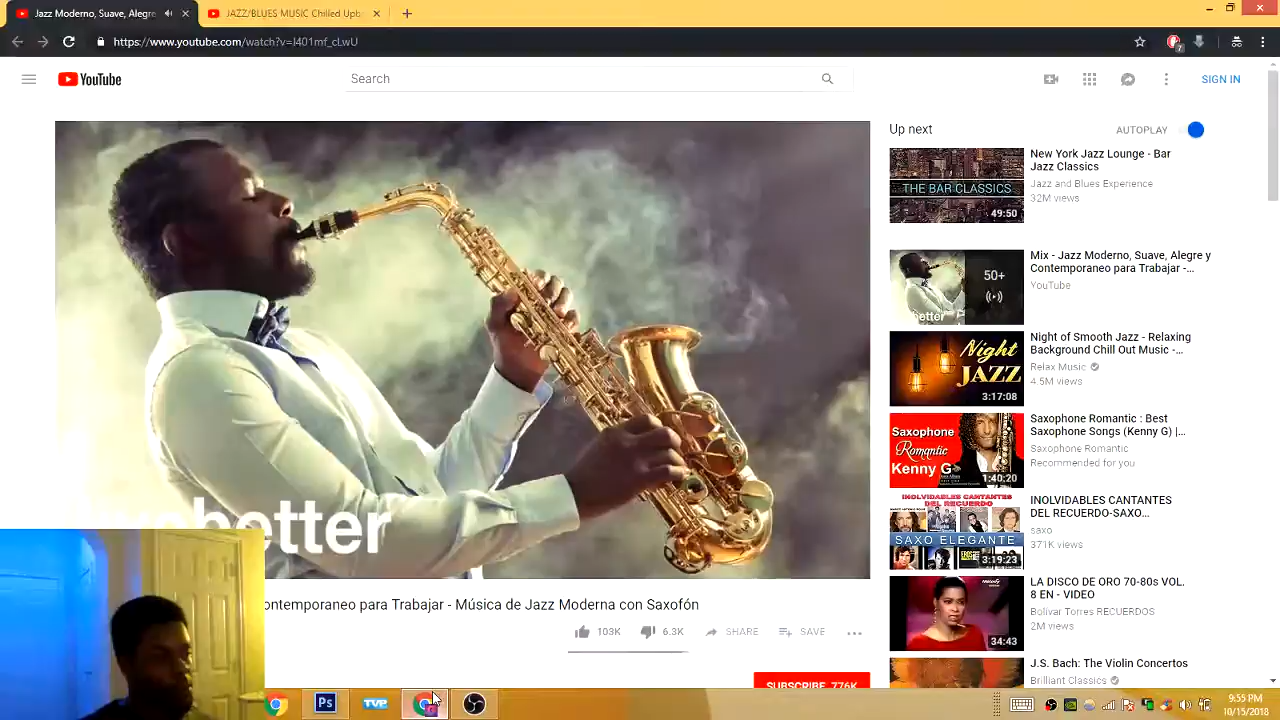 Jazz Moderno, Suave, Alegre
JAZZ/BLUES MUSIC Chilled Upb
https://www.youtube.com/watch?v=J401mf_cLwU
7
YouTube
Search
SIGN IN
better
ontemporaneo para Trabajar - Música de Jazz Moderna con Saxofón
103K
6.3K
SHARE
SAVE
SUBSCRIBE 776K
Up next
AUTOPLAY
THE BAR CLASSICS
49:50
New York Jazz Lounge - Bar
Jazz Classics
Jazz and Blues Experience
32M views
better
50+
Mix - Jazz Moderno, Suave, Alegre y
Contemporaneo para Trabajar -...
YouTube
Night
JAZZ
3:17:08
Night of Smooth Jazz - Relaxing
Background Chill Out Music -...
Relax Music
4.5M views
Saxophone
Romantic
Kenny G
1:40:20
Saxophone Romantic : Best
Saxophone Songs (Kenny G) |...
Saxophone Romantic
Recommended for you
INOLVIDABLES CANTANTES
DEL RECUERDO
SAXO ELEGANTE
3:19:23
INOLVIDABLES CANTANTES
DEL RECUERDO-SAXO...
saxo
371K views
34:43
LA DISCO DE ORO 70-80s VOL.
8 EN - VIDEO
Bolívar Torres RECUERDOS
2M views
J.S. Bach: The Violin Concertos
Brilliant Classics
Ps
TVP
9:55 PM
10/15/2018